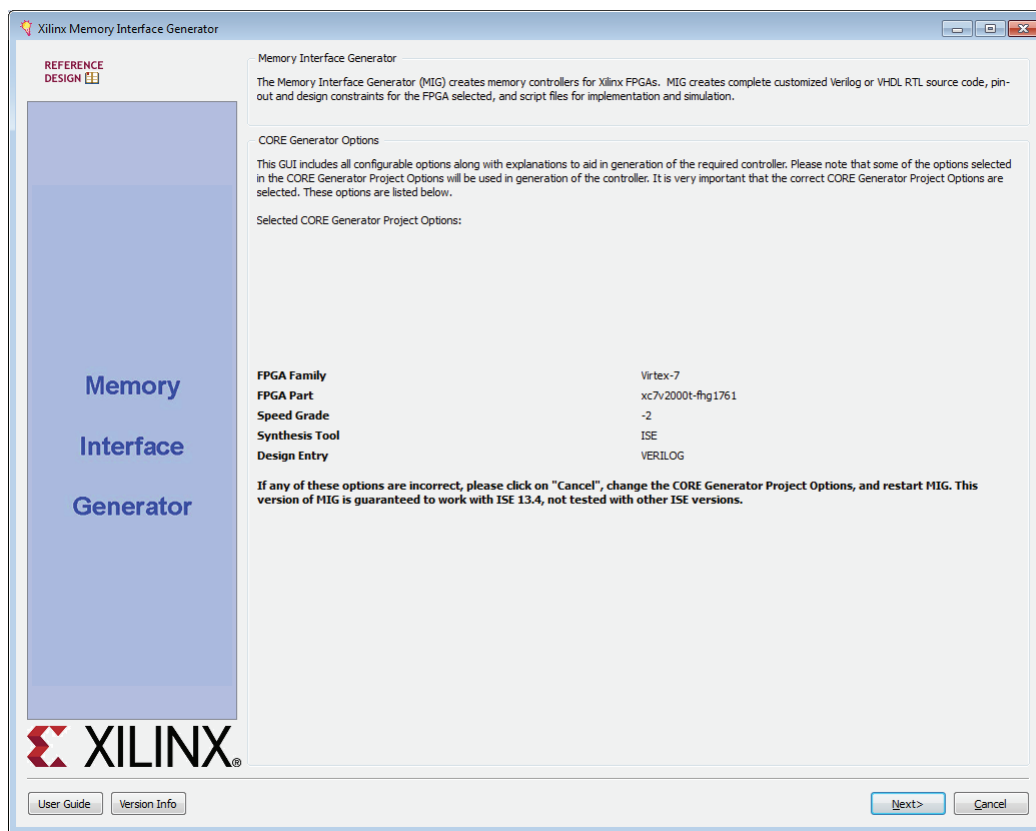 Xilinx Memory Interface Generator
REFERENCE
DESIGN
Memory Interface Generator
The Memory Interface Generator (MIG) creates memory controllers for Xilinx FPGAs. MIG creates complete customized Verilog or VHDL RTL source code, pin-
out and design constraints for the FPGA selected, and script files for implementation and simulation.
CORE Generator Options
This GUI includes all configurable options along with explanations to aid in generation of the required controller. Please note that some of the options selected
in the CORE Generator Project Options will be used in generation of the controller. It is very important that the correct CORE Generator Project Options are
selected. These options are listed below.
Selected CORE Generator Project Options:
FPGA Family Virtex-7
FPGA Part xc7v2000t-fhg1761
Speed Grade -2
Synthesis Tool ISE
Design Entry VERILOG
If any of these options are incorrect, please click on "Cancel", change the CORE Generator Project Options, and restart MIG. This
version of MIG is guaranteed to work with ISE 13.4, not tested with other ISE versions.
Memory
Interface
Generator
XILINX®
User Guide Version Info Next> Cancel